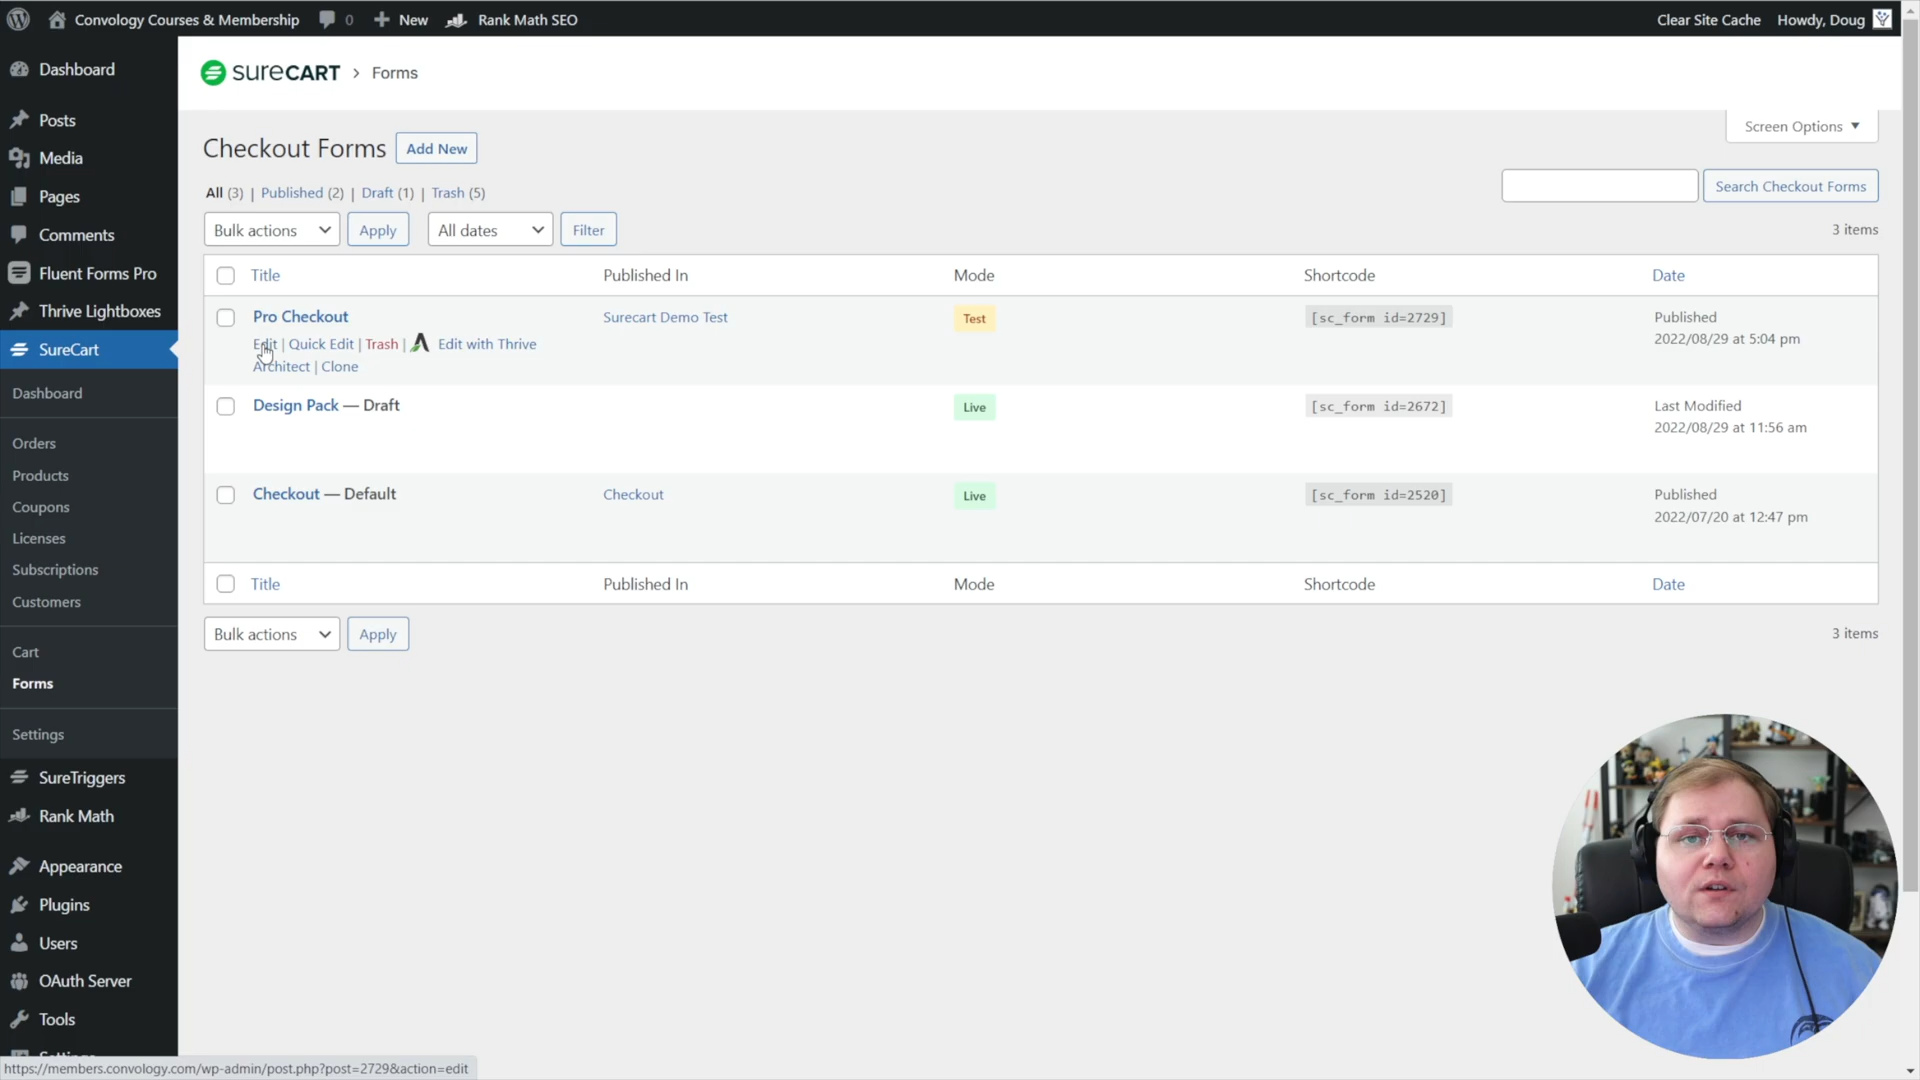 Convology Courses & Membership 0 New Rank Math SEO Clear Site Cache Howdy, Doug
Dashboard
Posts
Media
Pages
Comments
Fluent Forms Pro
Thrive Lightboxes
SureCart
Dashboard
Orders
Products
Coupons
Licenses
Subscriptions
Customers
Cart
Forms
Settings
SureTriggers
Rank Math
Appearance
Plugins
Users
OAuth Server
Tools
Settings
SURECART > Forms
Screen Options
Checkout Forms Add New
All (3) | Published (2) | Draft (1) | Trash (5)
Search Checkout Forms
Bulk actions Apply All dates Filter 3 items
Title Published In Mode Shortcode Date
Pro Checkout Surecart Demo Test Test [sc_form id=2729] Published
2022/08/29 at 5:04 pm
Edit | Quick Edit | Trash | Edit with Thrive
Architect | Clone
Design Pack — Draft Live [sc_form id=2672] Last Modified
2022/08/29 at 11:56 am
Checkout — Default Checkout Live [sc_form id=2520] Published
2022/07/20 at 12:47 pm
Title Published In Mode Shortcode Date
Bulk actions Apply 3 items
https://members.convology.com/wp-admin/post.php?post=2729&action=edit